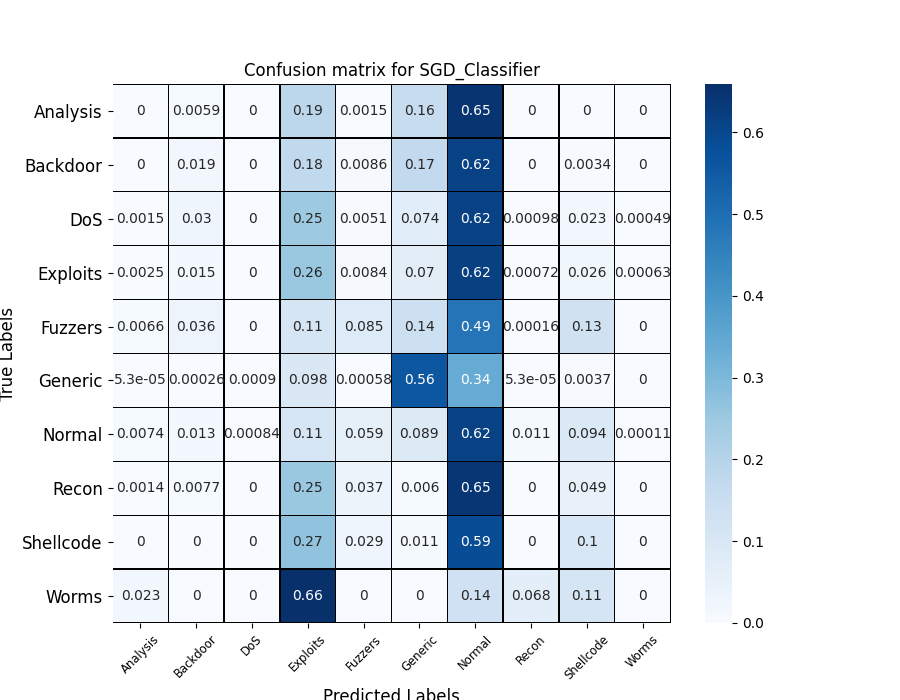 Confusion matrix for SGD_Classifier
Analysis 0 0.0059 0 0.19 0.0015 0.16 0.65 0 0 0
Backdoor 0 0.019 0 0.18 0.0086 0.17 0.62 0 0.0034 0
DoS 0.0015 0.03 0 0.25 0.0051 0.074 0.62 0.00098 0.023 0.00049
Exploits 0.0025 0.015 0 0.26 0.0084 0.07 0.62 0.00072 0.026 0.00063
Fuzzers 0.0066 0.036 0 0.11 0.085 0.14 0.49 0.00016 0.13 0
Generic 5.3e-05 0.00026 0.0009 0.098 0.00058 0.56 0.34 5.3e-05 0.0037 0
Normal 0.0074 0.013 0.00084 0.11 0.059 0.089 0.62 0.011 0.094 0.00011
Recon 0.0014 0.0077 0 0.25 0.037 0.006 0.65 0 0.049 0
Shellcode 0 0 0 0.27 0.029 0.011 0.59 0 0.1 0
Worms 0.023 0 0 0.66 0 0 0.14 0.068 0.11 0
Analysis Backdoor DoS Exploits Fuzzers Generic Normal Recon Shellcode Worms
Predicted Labels
True Labels
0.6
0.5
0.4
0.3
0.2
0.1
0.0